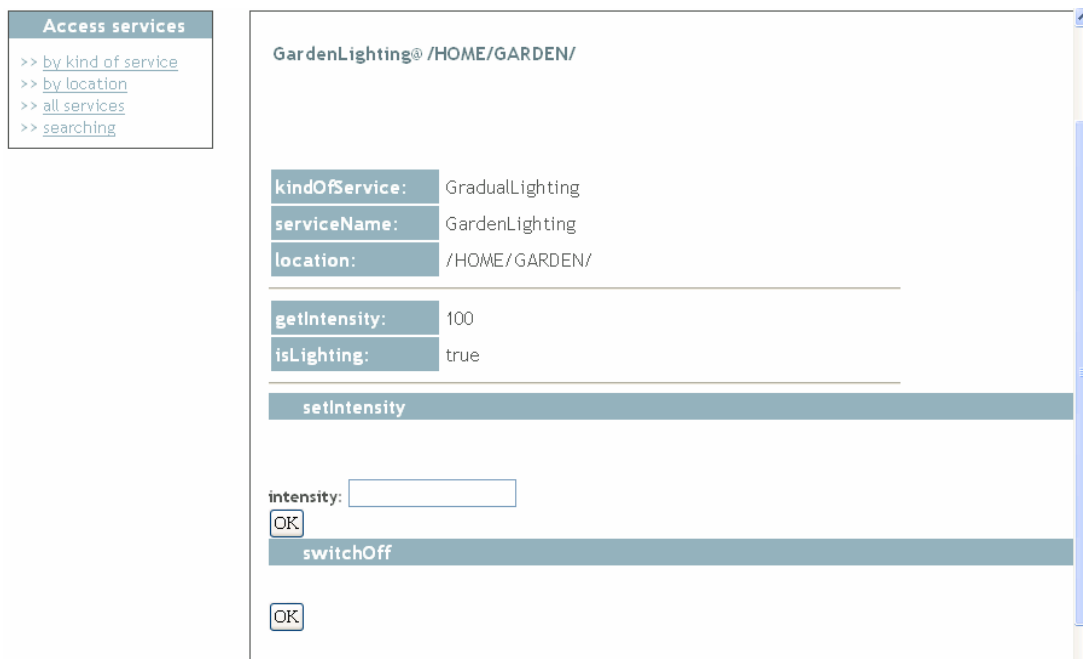 Access services
>> by kind of service
>> by location
>> all services
>> searching
GardenLighting@ /HOME/GARDEN/
kindOfService: GradualLighting
serviceName: GardenLighting
location: /HOME/GARDEN/
getIntensity: 100
isLighting: true
setIntensity
intensity:
OK
switchOff
OK